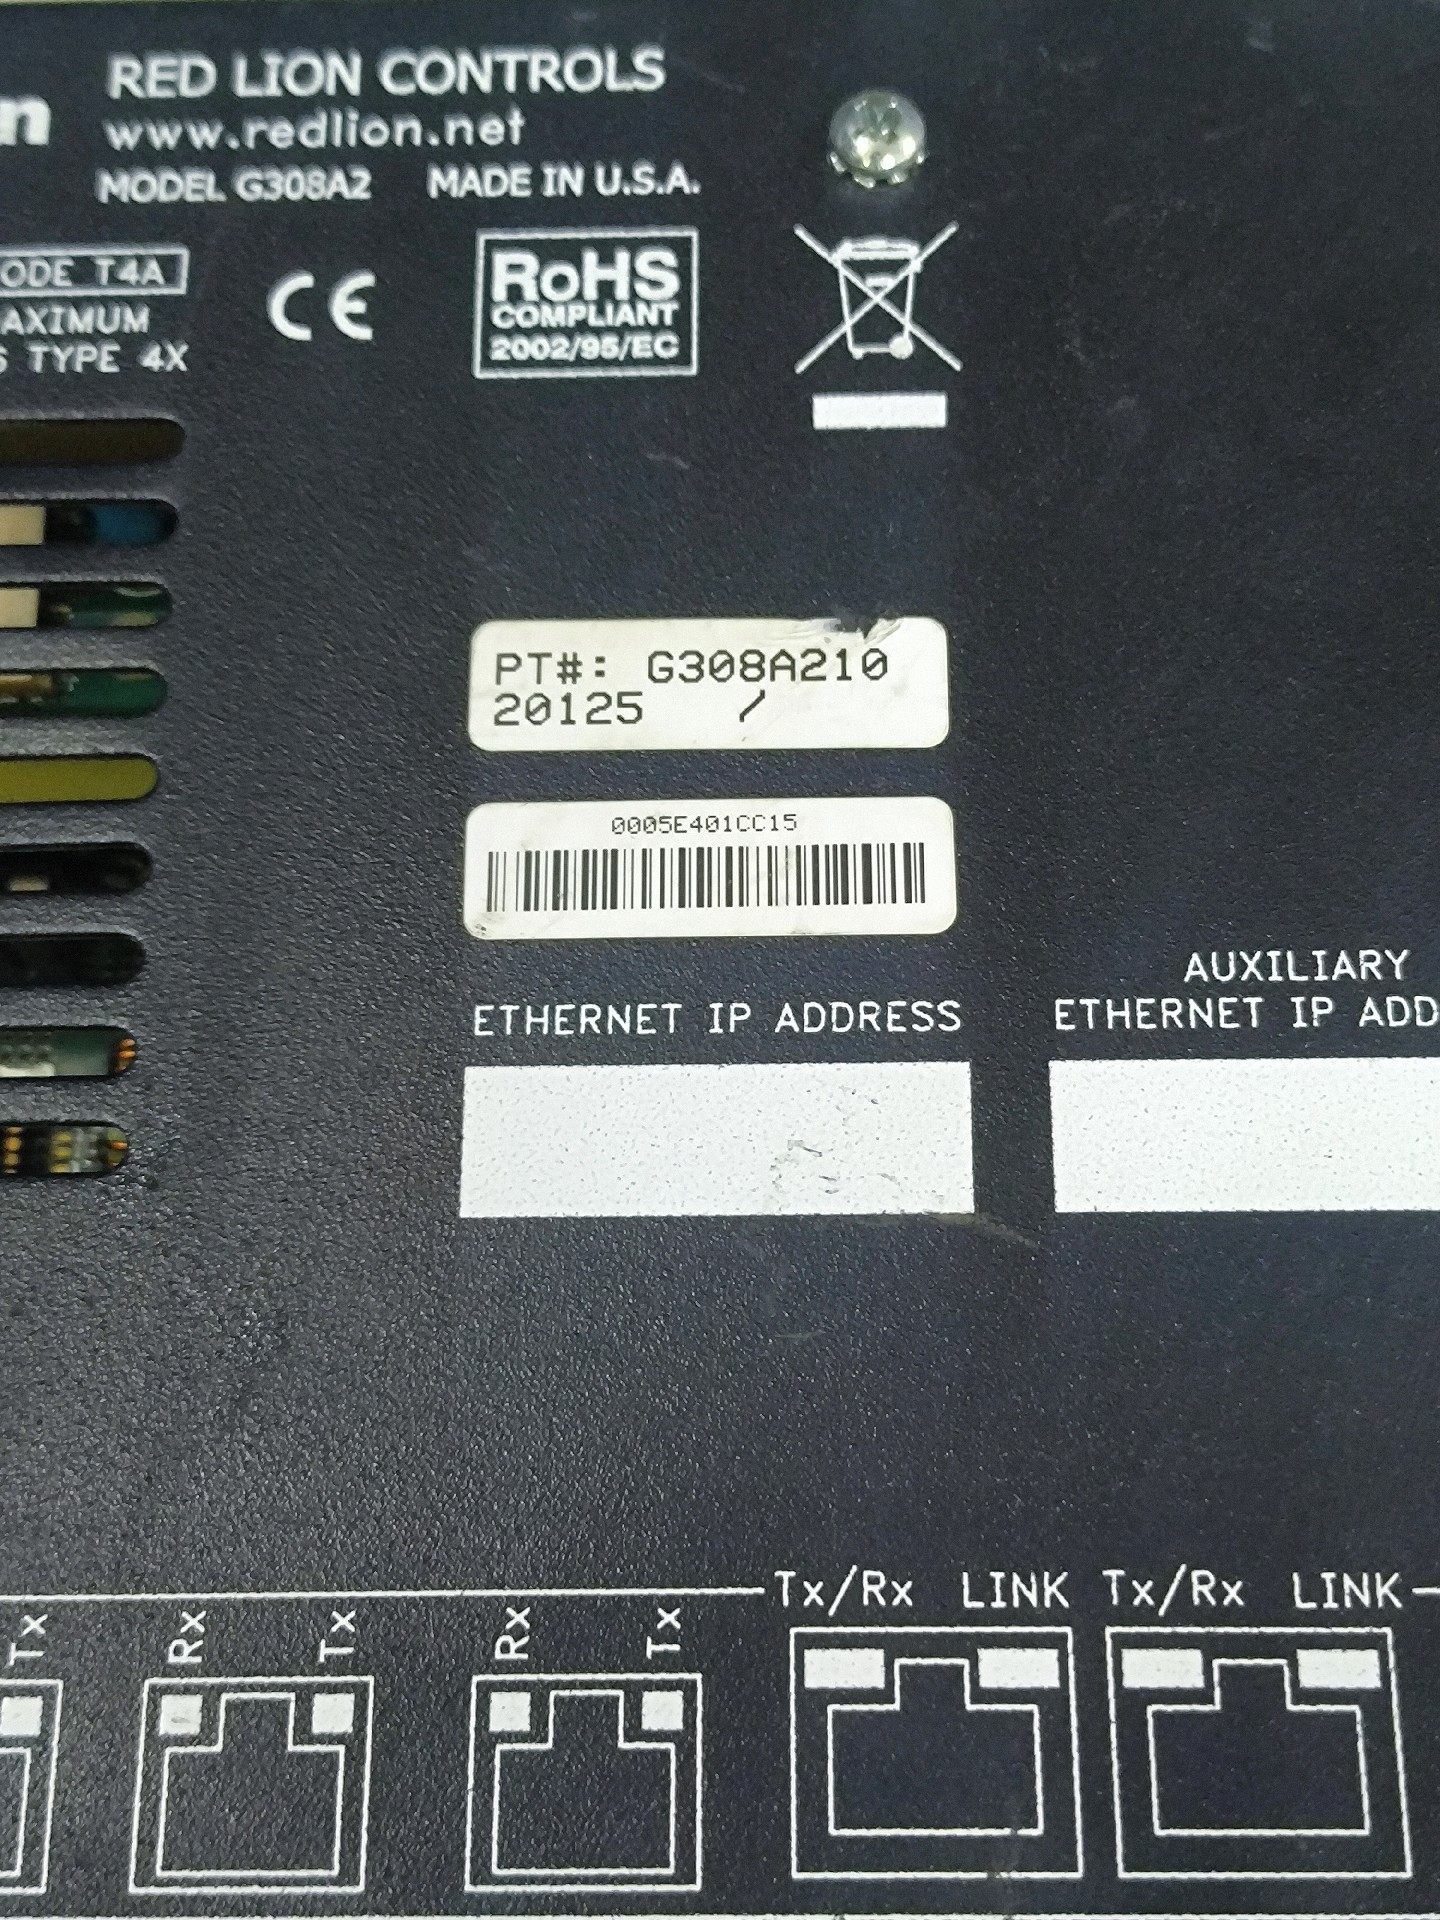 n RED LION CONTROLS
www.redlion.net
MODEL G308A2 MADE IN U.S.A.
ODE T4A
AXIMUM
S TYPE 4X
CE
RoHS
COMPLIANT
2002/95/EC
PT#: G308A210
20125 /
0005E401CC15
ETHERNET IP ADDRESS
AUXILIARY
ETHERNET IP ADD
Tx/Rx LINK Tx/Rx LINK
Tx Rx Tx Rx Tx